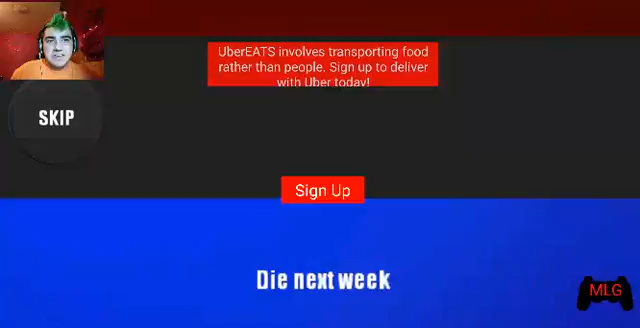 UberEATS involves transporting food
rather than people. Sign up to deliver
with Uber today!
SKIP
Sign Up
Die next week
MLG